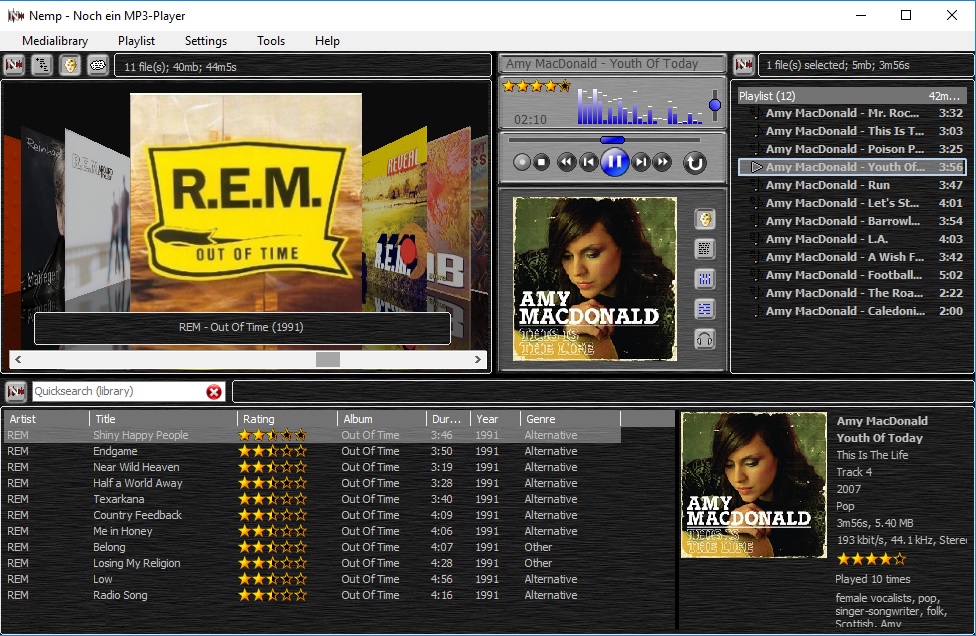 Nemp - Noch ein MP3-Player
Medialibrary Playlist Settings Tools Help
11 file(s); 40mb; 44m5s
Reinhard
Mairegen
R.E.M. AROUND
R.E.M.
OUT OF TIME
REVEAL
R.E.M.
REM - Out Of Time (1991)
Amy MacDonald - Youth Of Today
02:10
AMY
MACDONALD
THIS IS
THE LIFE
1 file(s) selected; 5mb; 3m56s
Playlist (12) 42m...
Amy MacDonald - Mr. Roc... 3:32
Amy MacDonald - This Is T... 3:03
Amy MacDonald - Poison P... 3:25
Amy MacDonald - Youth Of... 3:56
Amy MacDonald - Run 3:47
Amy MacDonald - Let's St... 4:01
Amy MacDonald - Barrowl... 3:54
Amy MacDonald - L.A. 4:03
Amy MacDonald - A Wish F... 3:42
Amy MacDonald - Football... 5:02
Amy MacDonald - The Roa... 2:22
Amy MacDonald - Caledoni... 2:00
Quicksearch (library)
Artist Title Rating Album Dur... Year Genre
REM Shiny Happy People Out Of Time 3:46 1991 Alternative
REM Endgame Out Of Time 3:50 1991 Alternative
REM Near Wild Heaven Out Of Time 3:19 1991 Alternative
REM Half a World Away Out Of Time 3:28 1991 Alternative
REM Texarkana Out Of Time 3:40 1991 Alternative
REM Country Feedback Out Of Time 4:09 1991 Alternative
REM Me in Honey Out Of Time 4:06 1991 Alternative
REM Belong Out Of Time 4:07 1991 Other
REM Losing My Religion Out Of Time 4:28 1991 Other
REM Low Out Of Time 4:56 1991 Alternative
REM Radio Song Out Of Time 4:16 1991 Alternative
AMY
MACDONALD
THIS IS
THE LIFE
Amy MacDonald
Youth Of Today
This Is The Life
Track 4
2007
Pop
3m56s, 5.40 MB
193 kbit/s, 44.1 kHz, Stereo
Played 10 times
female vocalists, pop,
singer-songwriter, folk,
Scottish, Amy